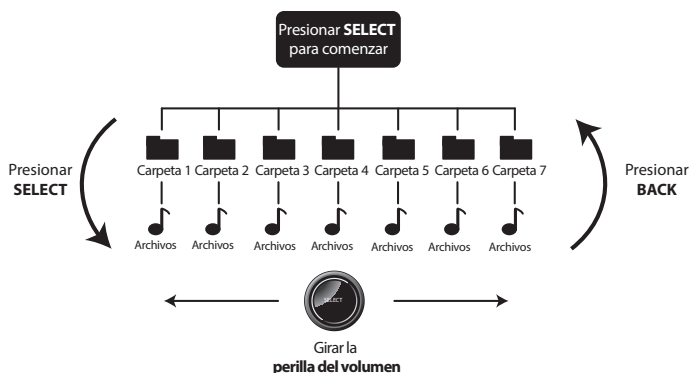 Presionar SELECT
para comenzar
Carpeta 1 Carpeta 2 Carpeta 3 Carpeta 4 Carpeta 5 Carpeta 6 Carpeta 7
Presionar
SELECT
Presionar
BACK
Archivos Archivos Archivos Archivos Archivos Archivos Archivos
SELECT
Girar la
perilla del volumen